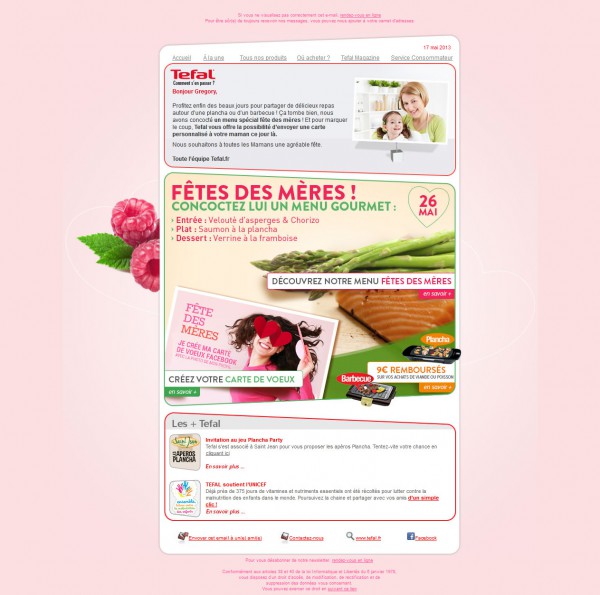 Si vous ne visualisez pas correctement cet email, rendez-vous en ligne
Pour être sûr(e) de toujours recevoir nos messages, vous pouvez nous ajouter à votre carnet d'adresses.
17 mai 2013
Accueil À la une Tous nos produits Où acheter ? Tefal Magazine Service Consommateur
Tefal
Comment s'en passer ?
Bonjour Gregory,
Profitez enfin des beaux jours pour partager de délicieux repas
autour d'une plancha ou d'un barbecue ! Ça tombe bien, nous
avons concocté un menu spécial fête des mères ! Et pour marquer
le coup, Tefal vous offre la possibilité d'envoyer une carte
personnalisé à votre maman ce jour là.
Nous souhaitons à toutes les Mamans une agréable fête.
Toute l'équipe Tefal.fr
FÊTES DES MÈRES !
CONCOCTEZ LUI UN MENU GOURMET :
26
MAI
› Entrée : Velouté d'asperges & Chorizo
› Plat : Saumon à la plancha
› Dessert : Verrine à la framboise
DÉCOUVREZ NOTRE MENU FÊTES DES MÈRES
en savoir +
FÊTE
DES
MÈRES
JE CRÉE MA CARTE
DE VOEUX FACEBOOK
CRÉEZ VOTRE CARTE DE VOEUX
en savoir +
Plancha
9€ REMBOURSÉS
SUR VOS ACHATS DE VIANDE OU POISSON
Barbecue
en savoir +
Les + Tefal
Saint Jean
LES APÉROS
PLANCHA
Invitation au jeu Plancha Party
Tefal s'est associé à Saint Jean pour vous proposer les apéros Plancha. Tentez-vite votre chance en
cliquant ici
En savoir plus ...
ensemble
TEFAL soutient l'UNICEF
Déjà près de 375 jours de vitamines et nutriments essentiels ont été récoltés pour lutter contre la
malnutrition des enfants dans le monde. Poursuivez la chaine et partager avec vos amis d'un simple
clic !
En savoir plus ...
Envoyer cet email à un(e) ami(e) Contactez-nous www.tefal.fr Facebook
Pour vous désabonner de notre newsletter, rendez-vous en ligne
Conformément aux articles 39 et 40 de la loi Informatique et Libertés du 6 janvier 1978,
vous disposez d'un droit d'accès, de modification, de rectification et de
suppression des données vous concernant.
Vous pouvez exercer ce droit en suivant ce lien